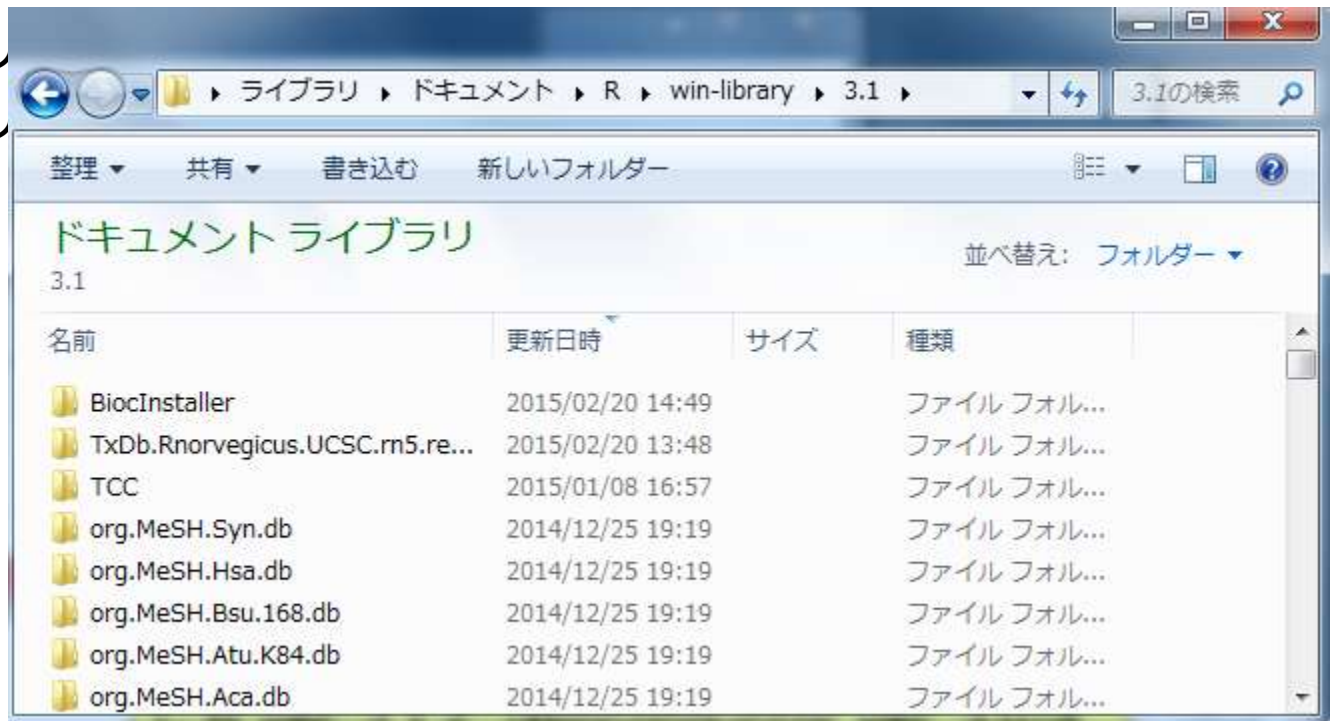 ライブラリ ▸ ドキュメント ▸ R ▸ win-library ▸ 3.1 ▸ 3.1の検索
整理 共有 書き込む 新しいフォルダー
ドキュメント ライブラリ
3.1
並べ替え: フォルダー
名前 更新日時 サイズ 種類
BiocInstaller 2015/02/20 14:49 ファイル フォル...
TxDb.Rnorvegicus.UCSC.rn5.re... 2015/02/20 13:48 ファイル フォル...
TCC 2015/01/08 16:57 ファイル フォル...
org.MeSH.Syn.db 2014/12/25 19:19 ファイル フォル...
org.MeSH.Hsa.db 2014/12/25 19:19 ファイル フォル...
org.MeSH.Bsu.168.db 2014/12/25 19:19 ファイル フォル...
org.MeSH.Atu.K84.db 2014/12/25 19:19 ファイル フォル...
org.MeSH.Aca.db 2014/12/25 19:19 ファイル フォル...